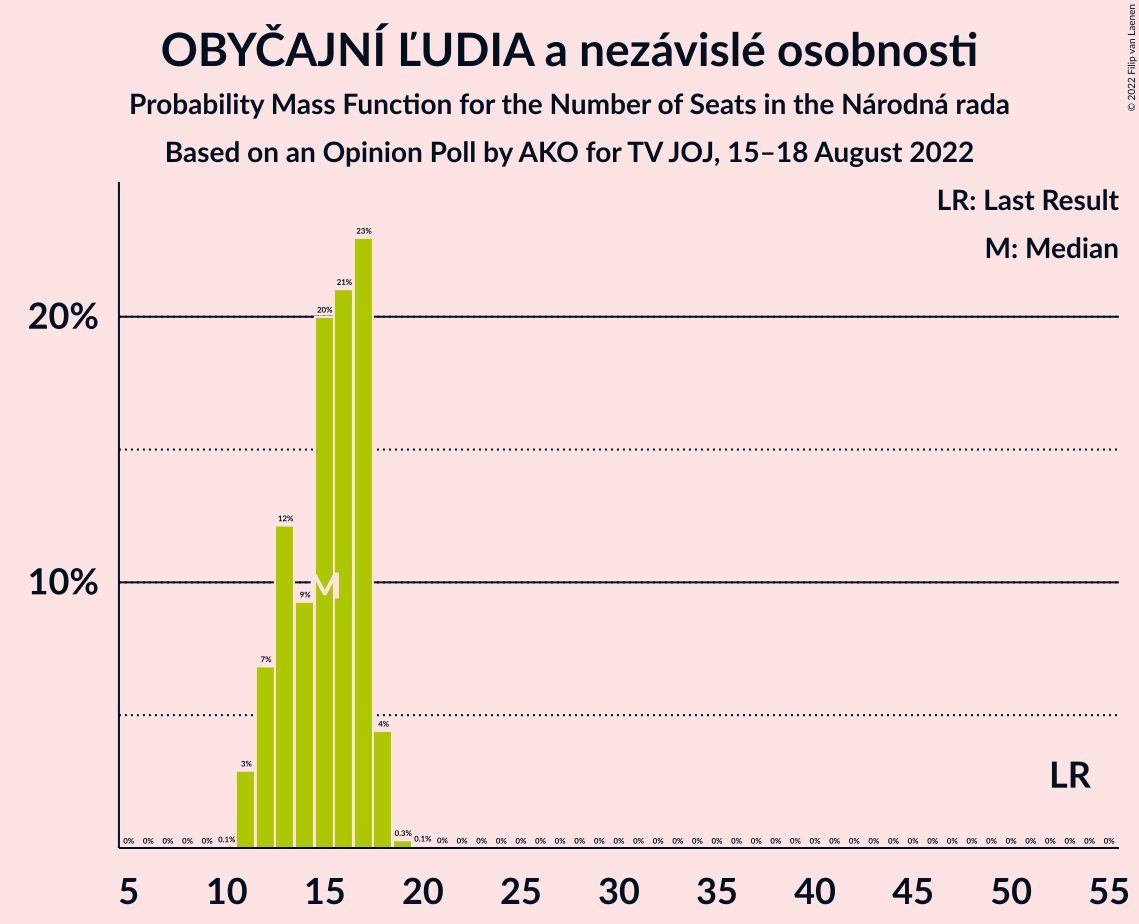 OBYČAJNÍ ĽUDIA a nezávislé osobnosti
Probability Mass Function for the Number of Seats in the Národná rada
Based on an Opinion Poll by AKO for TV JOJ, 15–18 August 2022
© 2022 Filip van Laenen
LR: Last Result
M: Median
20%
10%
0% 0% 0% 0% 0% 0.1% 3% 7% 12% 9% 20% 21% 23% 4% 0.3% 0.1% 0% 0% 0% 0% 0% 0% 0% 0% 0% 0% 0% 0% 0% 0% 0% 0% 0% 0% 0% 0% 0% 0% 0% 0% 0% 0% 0% 0% 0% 0% 0% 0% 0% 0% 0%
M
LR
5 10 15 20 25 30 35 40 45 50 55